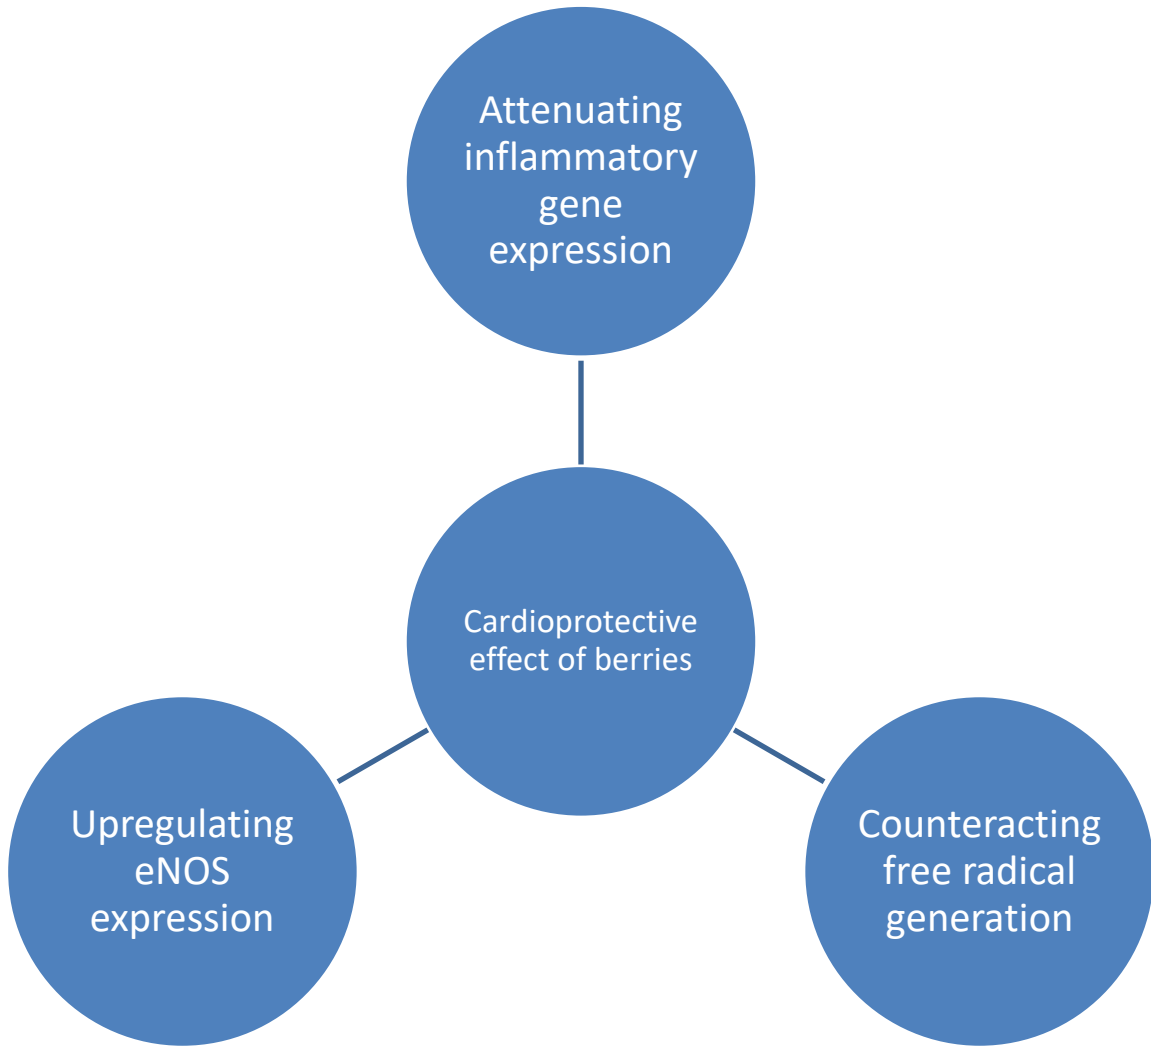 Attenuating
inflammatory
gene
expression
Cardioprotective
effect of berries
Upregulating
eNOS
expression
Counteracting
free radical
generation